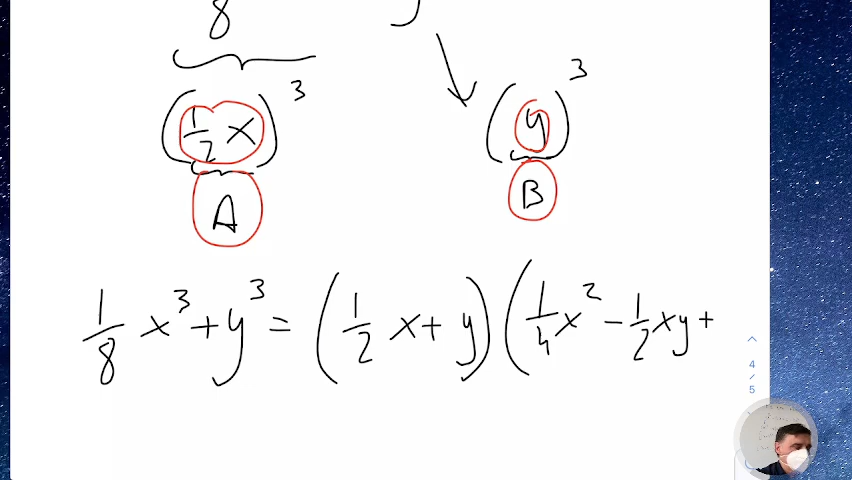 8 y
(1/2 x)³ (y)³
A B
1/8 x³ + y³ = (1/2 x + y) (1/4 x² - 1/2 xy +
4
/
5